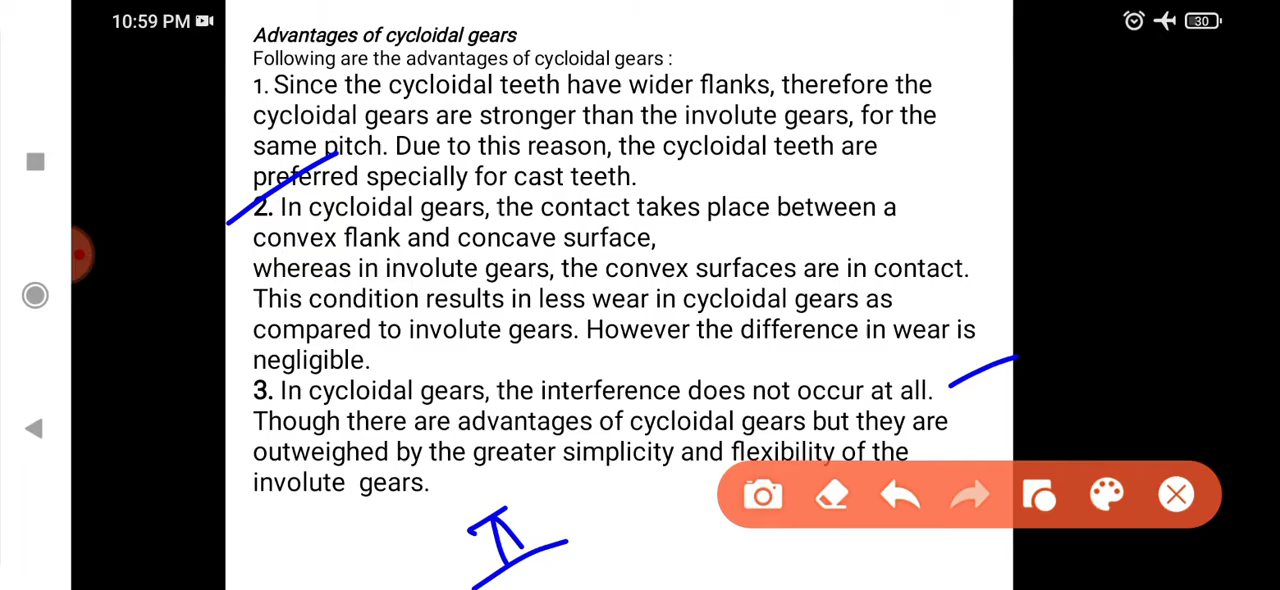 10:59 PM
30
Advantages of cycloidal gears
Following are the advantages of cycloidal gears :
1. Since the cycloidal teeth have wider flanks, therefore the
cycloidal gears are stronger than the involute gears, for the
same pitch. Due to this reason, the cycloidal teeth are
preferred specially for cast teeth.
2. In cycloidal gears, the contact takes place between a
convex flank and concave surface,
whereas in involute gears, the convex surfaces are in contact.
This condition results in less wear in cycloidal gears as
compared to involute gears. However the difference in wear is
negligible.
3. In cycloidal gears, the interference does not occur at all.
Though there are advantages of cycloidal gears but they are
outweighed by the greater simplicity and flexibility of the
involute  gears.